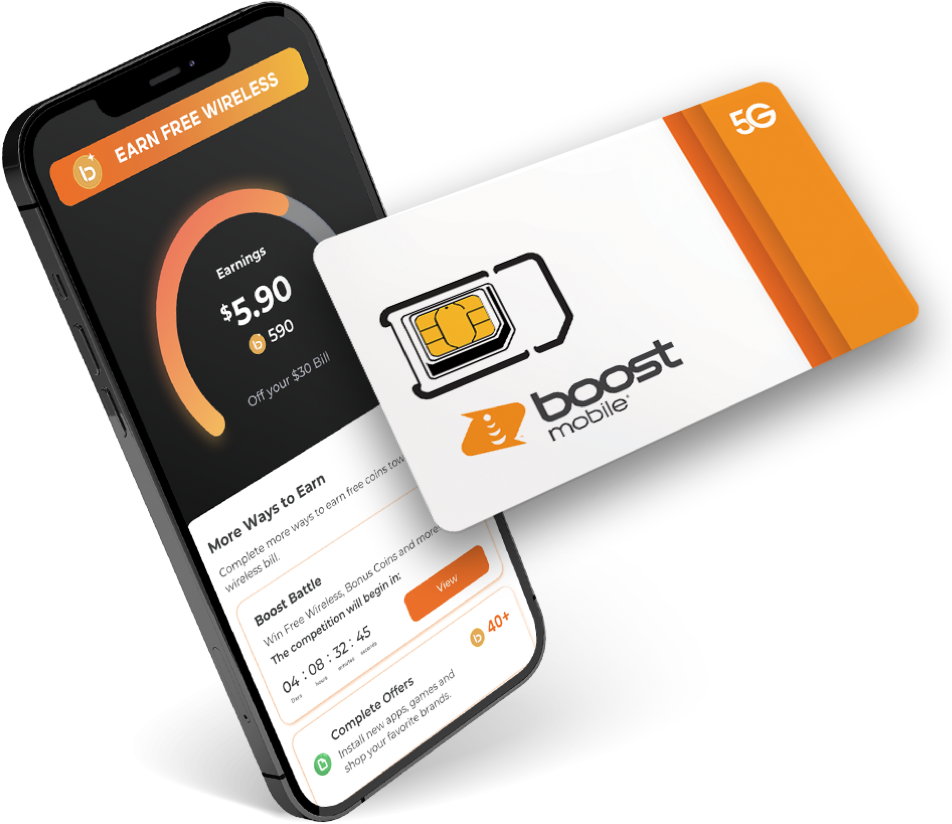 b+ EARN FREE WIRELESS
Earnings
$5.90
b 590
Off your $30 Bill
More Ways to Earn
Complete more ways to earn free coins
wireless bill.
Boost Battle
Win Free Wireless, Bonus Coins and more
The competition will begin in:
04 : 08 : 32 : 45
Days hours minutes seconds
View
b 40+
Complete Offers
Install new apps, games and
shop your favorite brands.
5G
boost
mobile